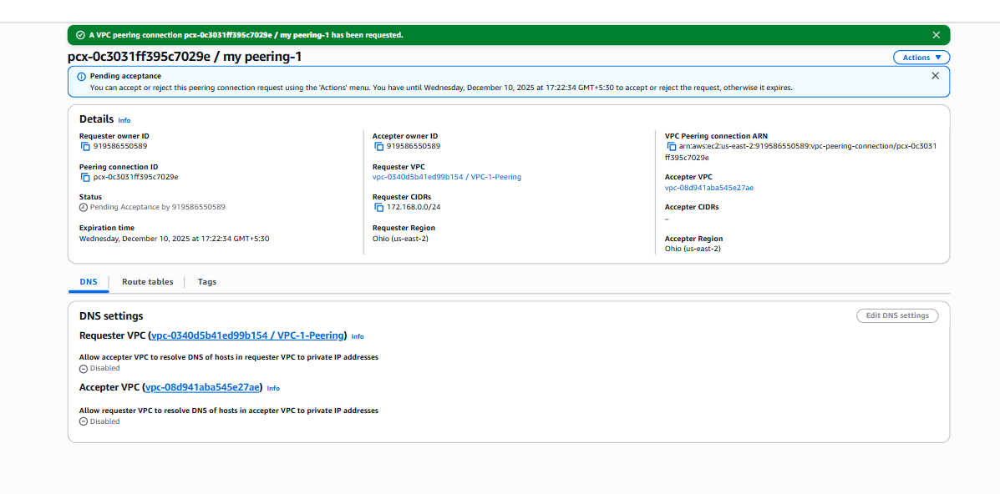 A VPC peering connection pcx-0c3031ff395c7029e / my peering-1 has been requested.
pcx-0c3031ff395c7029e / my peering-1
Actions
Pending acceptance
You can accept or reject this peering connection request using the 'Actions' menu. You have until Wednesday, December 10, 2025 at 17:22:34 GMT+5:30 to accept or reject the request, otherwise it expires.
Details Info
Requester owner ID
919586550589
Peering connection ID
pcx-0c3031ff395c7029e
Status
Pending Acceptance by 919586550589
Expiration time
Wednesday, December 10, 2025 at 17:22:34 GMT+5:30
Accepter owner ID
919586550589
Requester VPC
vpc-0340d5b41ed99b154 / VPC-1-Peering
Requester CIDRs
172.168.0.0/24
Requester Region
Ohio (us-east-2)
VPC Peering connection ARN
arn:aws:ec2:us-east-2:919586550589:vpc-peering-connection/pcx-0c3031
ff395c7029e
Accepter VPC
vpc-08d941aba545e27ae
Accepter CIDRs
–
Accepter Region
Ohio (us-east-2)
DNS
Route tables
Tags
DNS settings
Edit DNS settings
Requester VPC (vpc-0340d5b41ed99b154 / VPC-1-Peering) Info
Allow accepter VPC to resolve DNS of hosts in requester VPC to private IP addresses
Disabled
Accepter VPC (vpc-08d941aba545e27ae) Info
Allow requester VPC to resolve DNS of hosts in accepter VPC to private IP addresses
Disabled